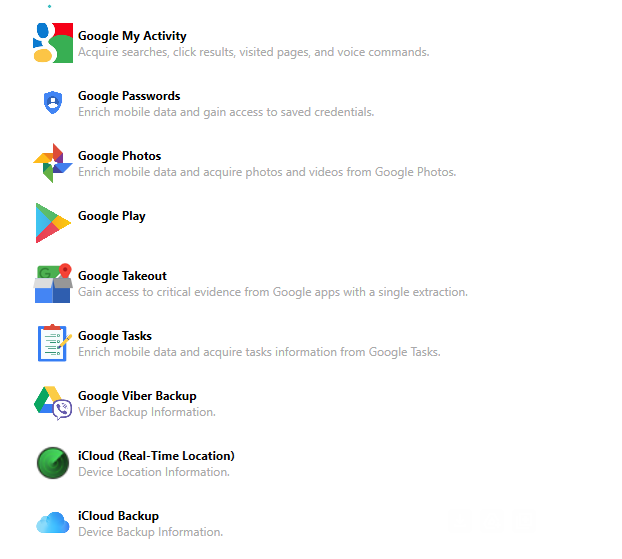 Google My Activity
Acquire searches, click results, visited pages, and voice commands.
Google Passwords
Enrich mobile data and gain access to saved credentials.
Google Photos
Enrich mobile data and acquire photos and videos from Google Photos.
Google Play
Google Takeout
Gain access to critical evidence from Google apps with a single extraction.
Google Tasks
Enrich mobile data and acquire tasks information from Google Tasks.
Google Viber Backup
Viber Backup Information.
iCloud (Real-Time Location)
Device Location Information.
iCloud Backup
Device Backup Information.